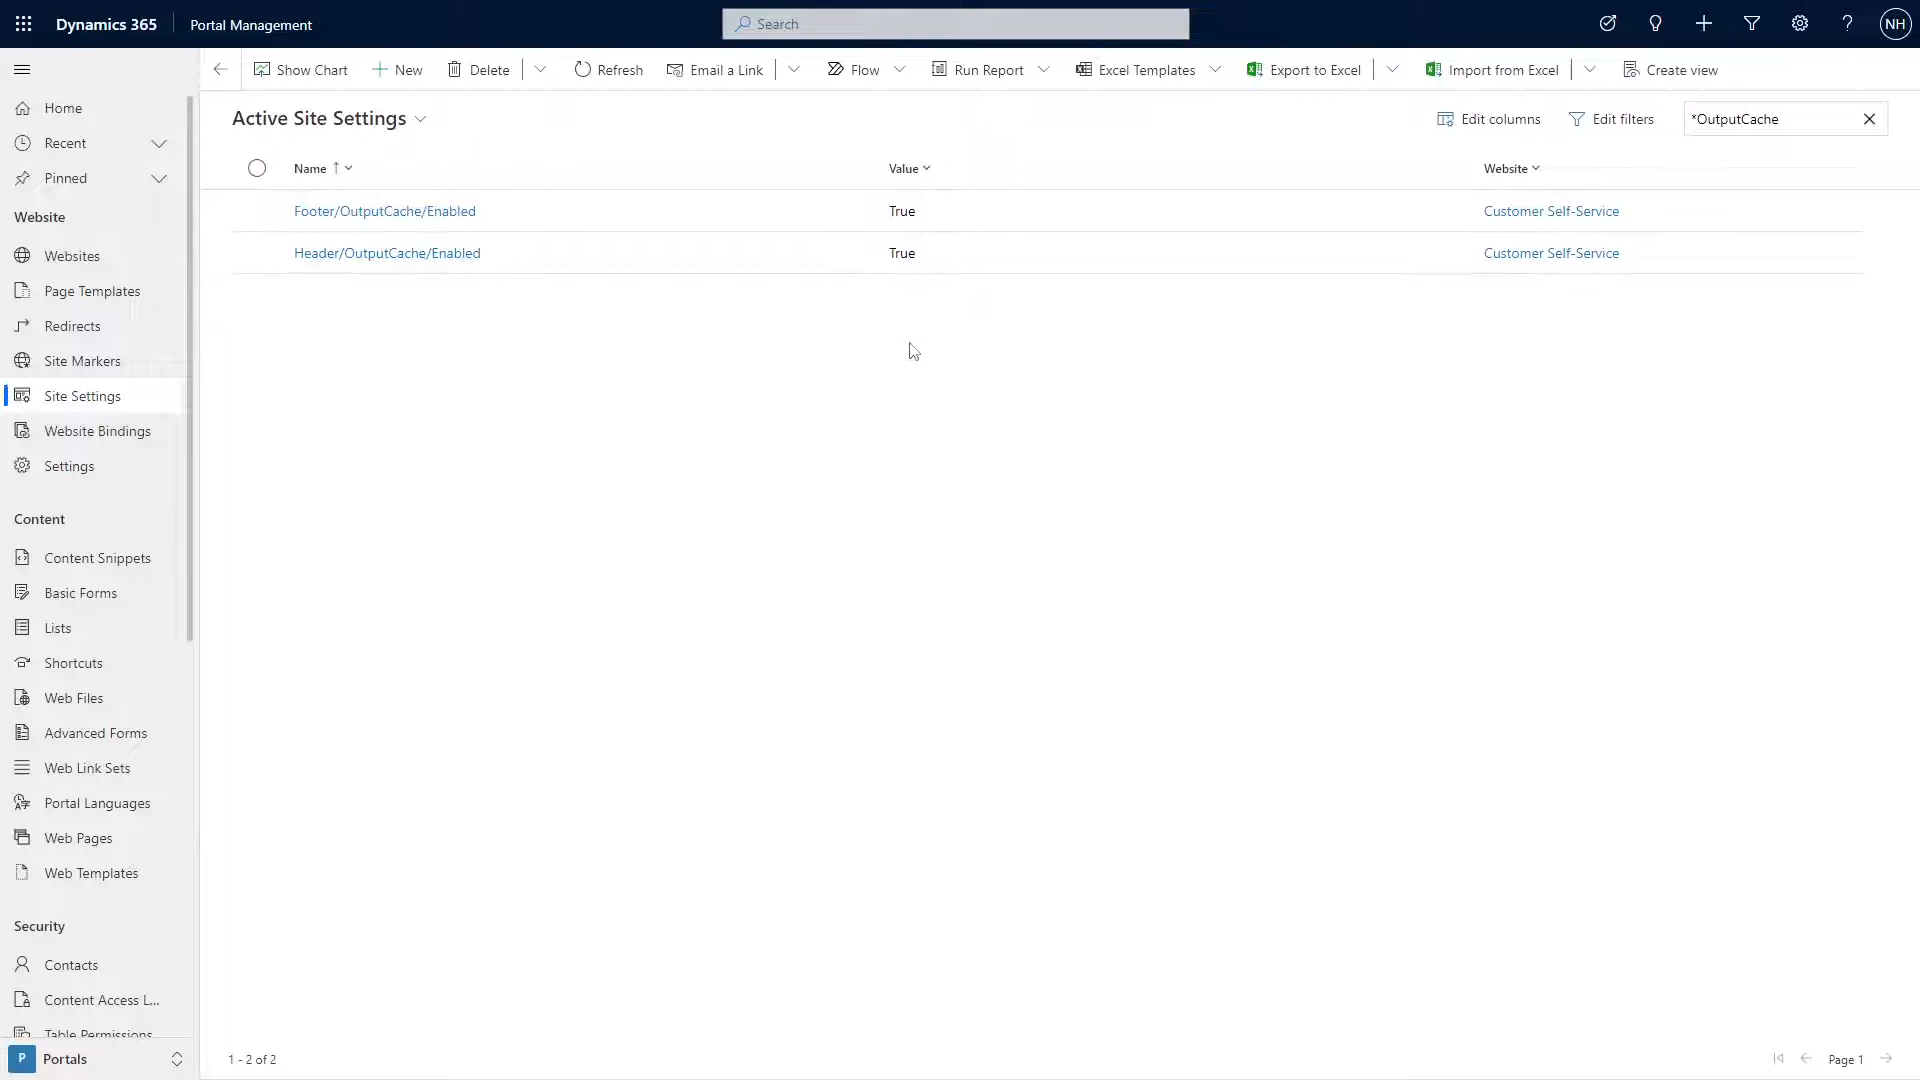 Dynamics 365 Portal Management Search NH
Show Chart New Delete Refresh Email a Link Flow Run Report Excel Templates Export to Excel Import from Excel Create view
Home
Recent
Pinned
Website
Websites
Page Templates
Redirects
Site Markers
Site Settings
Website Bindings
Settings
Content
Content Snippets
Basic Forms
Lists
Shortcuts
Web Files
Advanced Forms
Web Link Sets
Portal Languages
Web Pages
Web Templates
Security
Contacts
Content Access L...
Table Permissions
P Portals
Active Site Settings Edit columns Edit filters *OutputCache
Name Value Website
Footer/OutputCache/Enabled True Customer Self-Service
Header/OutputCache/Enabled True Customer Self-Service
1 - 2 of 2 Page 1